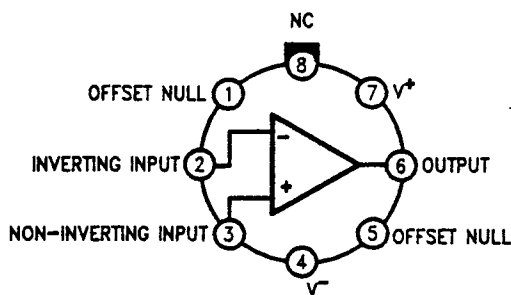 NC
8
OFFSET NULL 1
7 V+
INVERTING INPUT 2
-
6 OUTPUT
+
NON-INVERTING INPUT 3
5 OFFSET NULL
4
V-